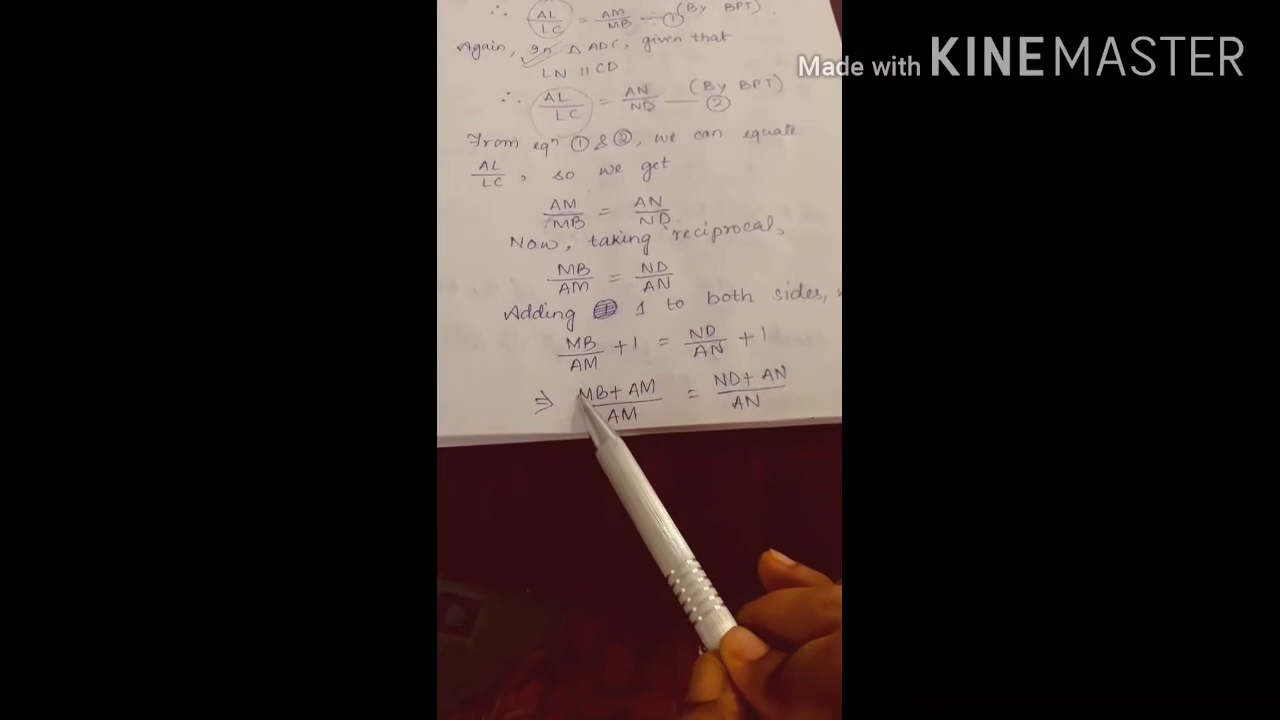 ∴ AL/LC = AM/MB — ① (By BPT).
Again, in △ ADC, given that
LN || CD
∴ AL/LC = AN/ND — ② (By BPT)
From eqn ① & ②, we can equate
AL/LC, so we get
AM/MB = AN/ND
Now, taking reciprocal,
MB/AM = ND/AN
Adding 1 to both sides,
MB/AM + 1 = ND/AN + 1
⇒ MB + AM/AM = ND + AN/AN
Made with KINEMASTER